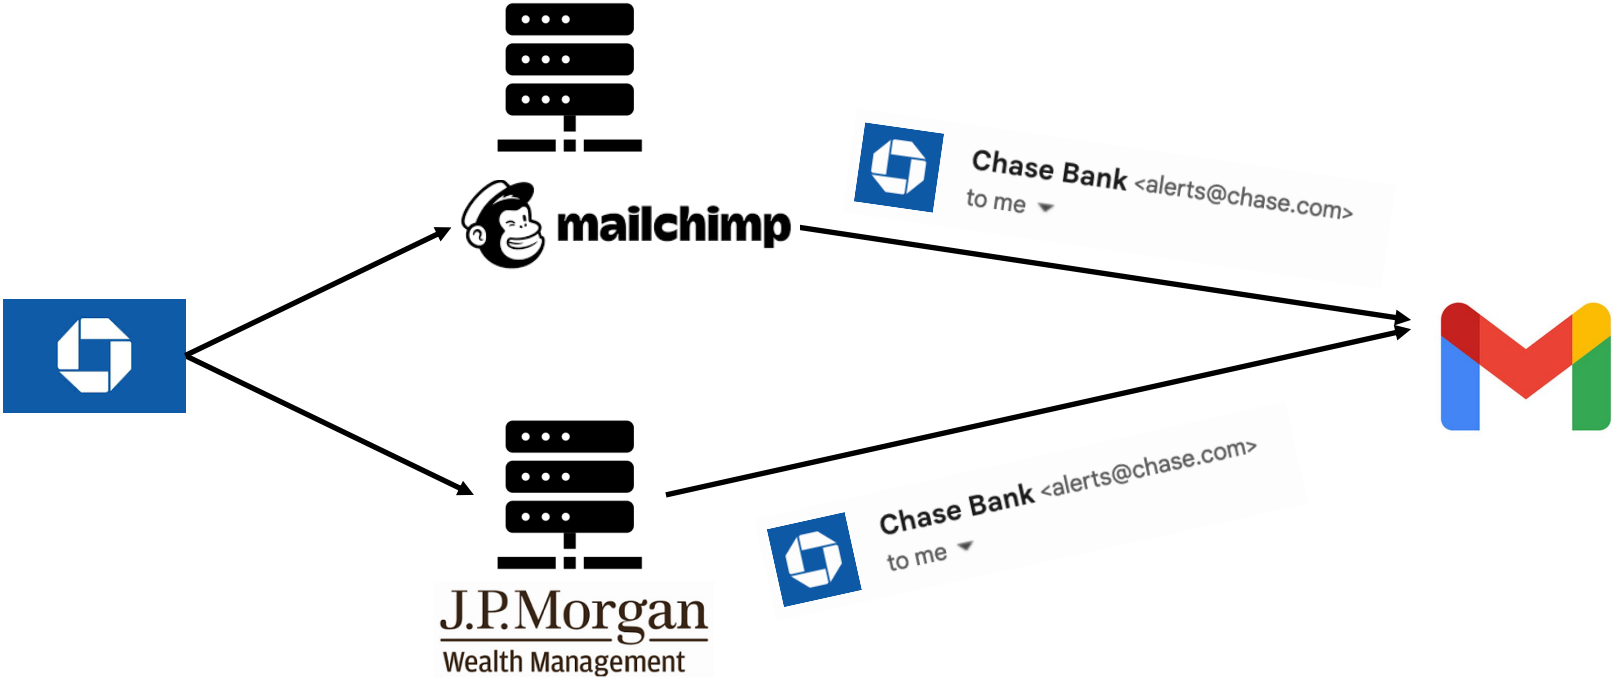 mailchimp
Chase Bank <alerts@chase.com>
to me
Chase Bank <alerts@chase.com>
to me
J.P.Morgan
Wealth Management